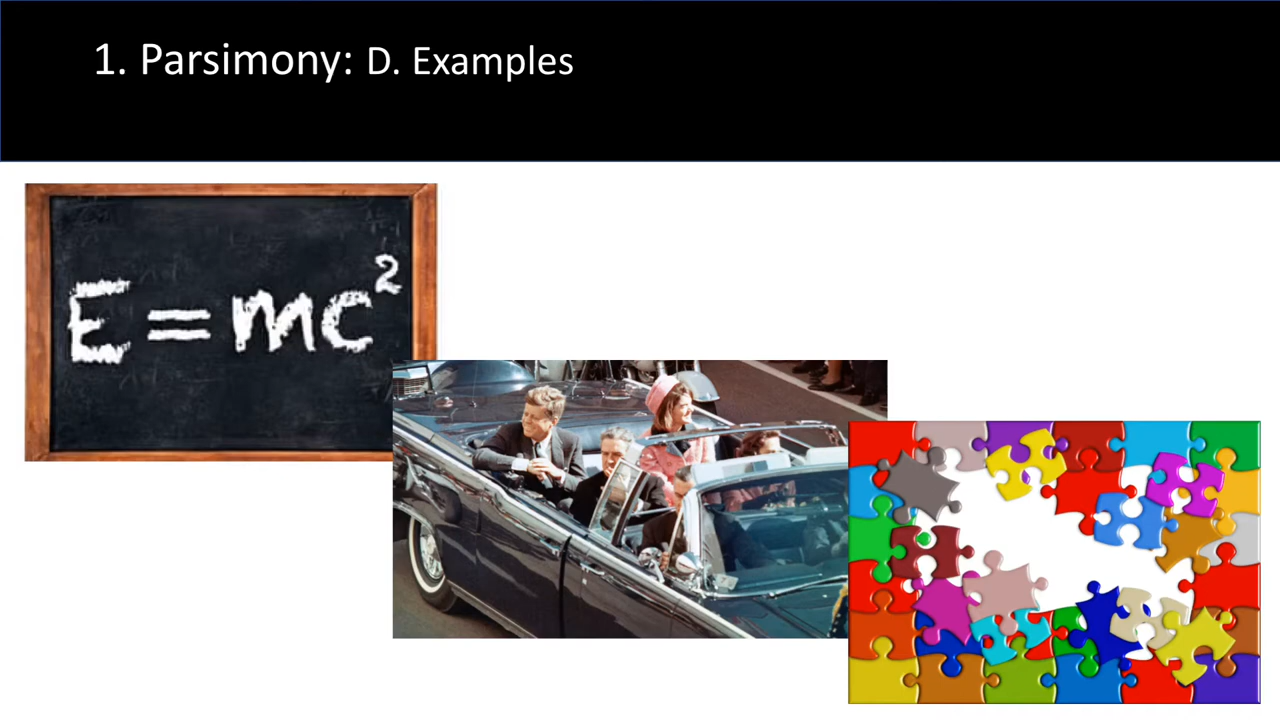 1. Parsimony: D. Examples
E = mc²